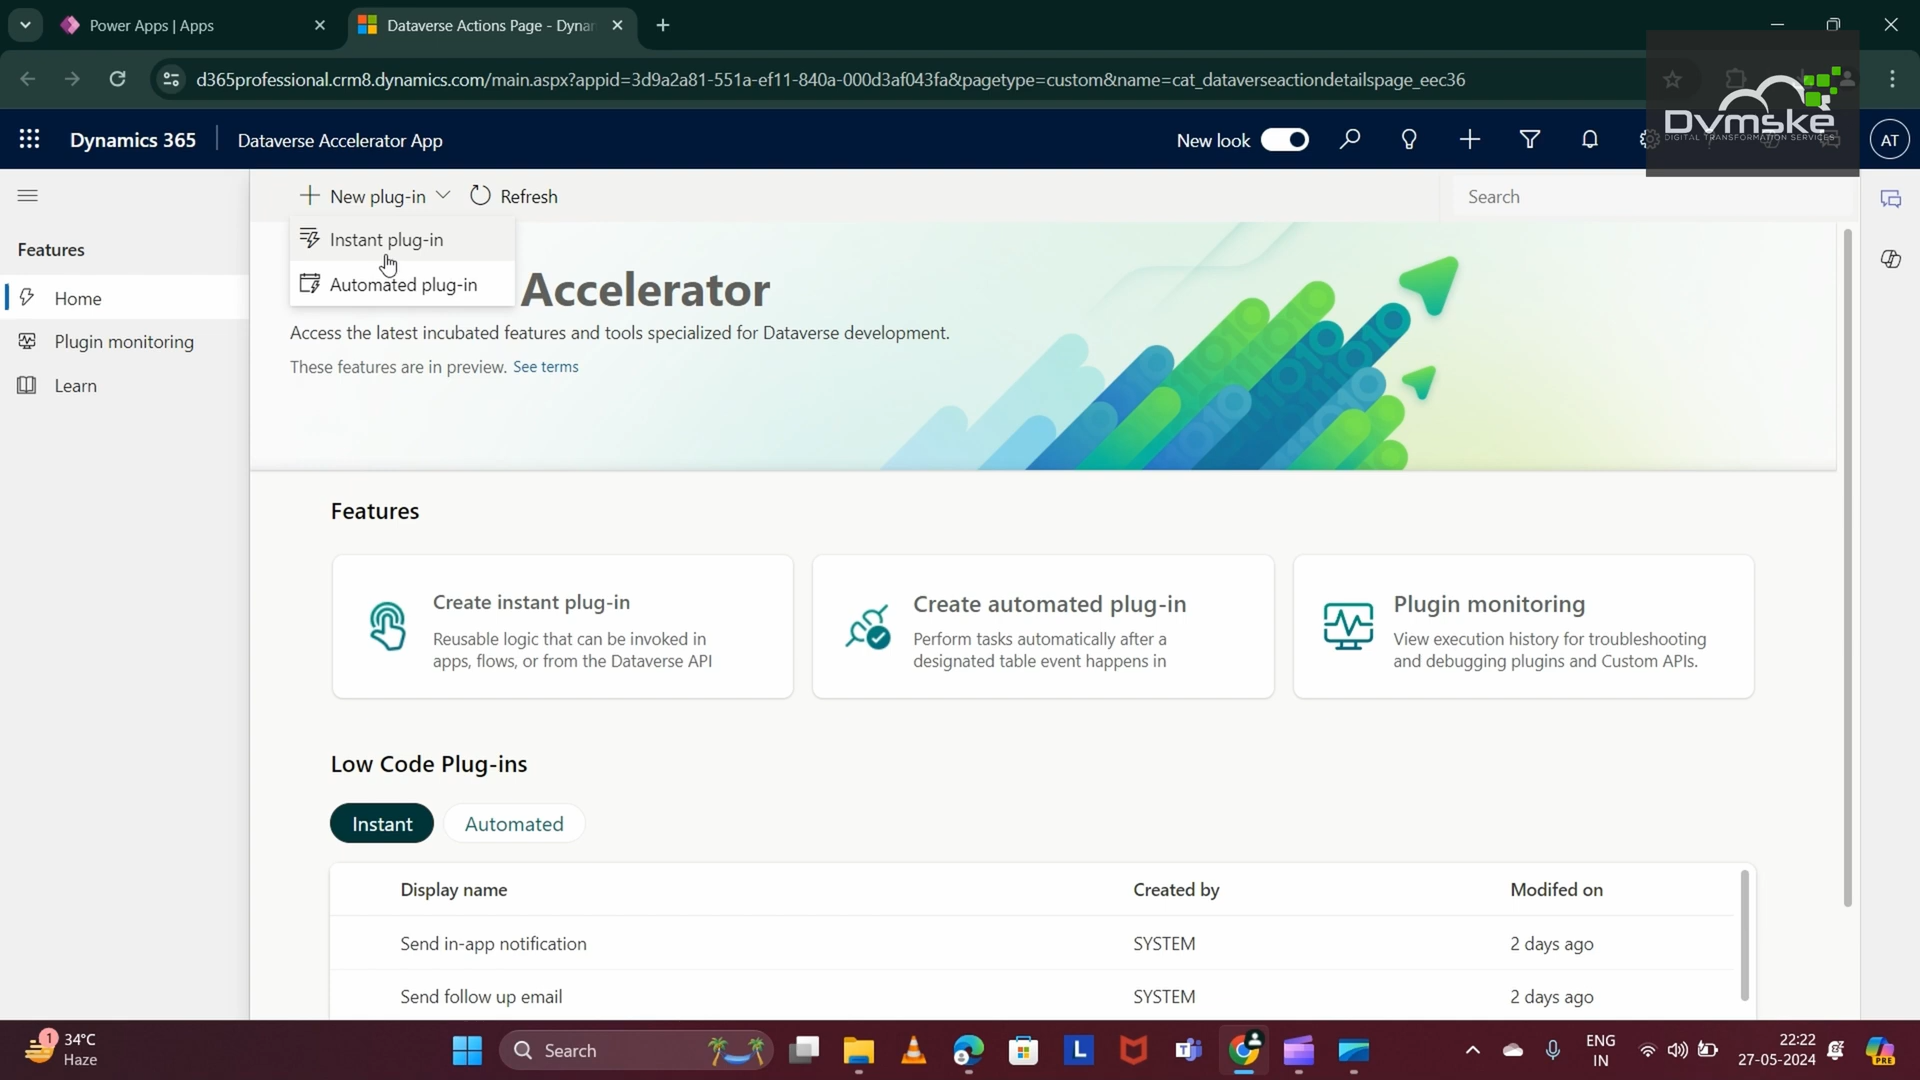 Power Apps | Apps
Dataverse Actions Page - Dynam
d365professional.crm8.dynamics.com/main.aspx?appid=3d9a2a81-551a-ef11-840a-000d3af043fa&pagetype=custom&name=cat_dataverseactiondetailspage_eec36
Dvmske
DIGITAL TRANSFORMATION SERVICES
Dynamics 365
Dataverse Accelerator App
New look
AT
New plug-in
Refresh
Search
Instant plug-in
Automated plug-in
Features
Home
Plugin monitoring
Learn
Accelerator
Access the latest incubated features and tools specialized for Dataverse development.
These features are in preview. See terms
Features
Create instant plug-in
Reusable logic that can be invoked in
apps, flows, or from the Dataverse API
Create automated plug-in
Perform tasks automatically after a
designated table event happens in
Plugin monitoring
View execution history for troubleshooting
and debugging plugins and Custom APIs.
Low Code Plug-ins
Instant
Automated
Display name
Created by
Modifed on
Send in-app notification
SYSTEM
2 days ago
Send follow up email
SYSTEM
2 days ago
1
34°C
Haze
Search
L
PRE
ENG
IN
22:22
27-05-2024